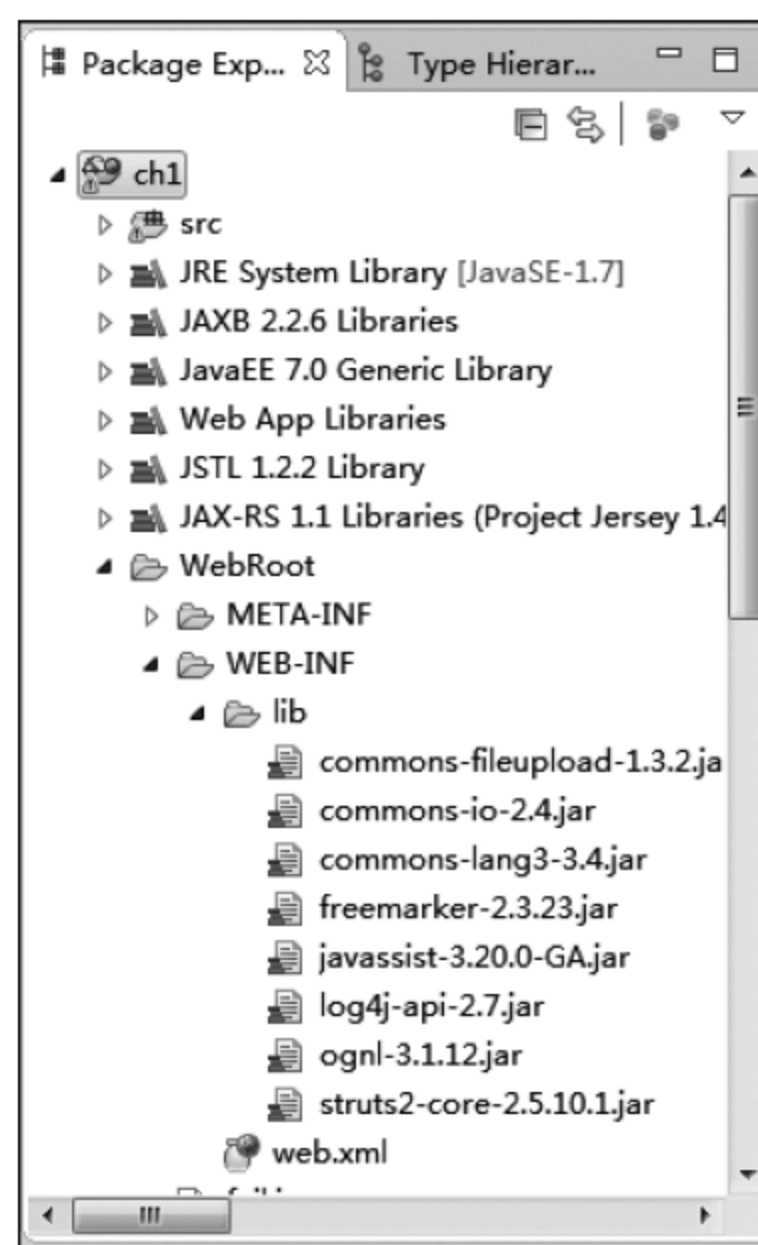 Package Exp... Type Hierar...
ch1
src
JRE System Library [JavaSE-1.7]
JAXB 2.2.6 Libraries
JavaEE 7.0 Generic Library
Web App Libraries
JSTL 1.2.2 Library
JAX-RS 1.1 Libraries (Project Jersey 1.4
WebRoot
META-INF
WEB-INF
lib
commons-fileupload-1.3.2.ja
commons-io-2.4.jar
commons-lang3-3.4.jar
freemarker-2.3.23.jar
javassist-3.20.0-GA.jar
log4j-api-2.7.jar
ognl-3.1.12.jar
struts2-core-2.5.10.1.jar
web.xml